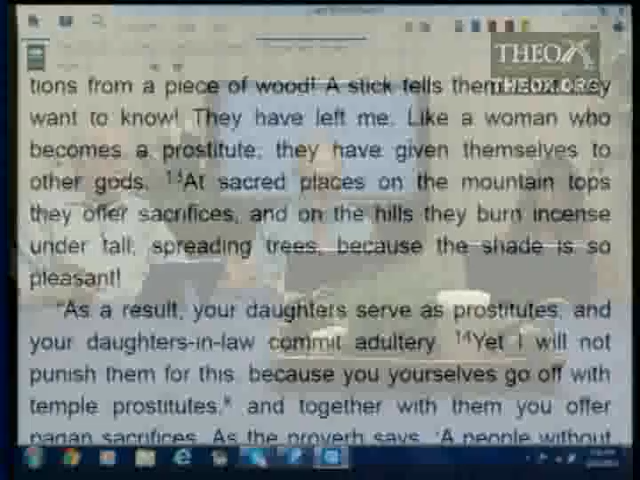 THEOX
THEOX.ORG
tions from a piece of wood! A stick tells them
want to know! They have left me. Like a woman who
becomes a prostitute, they have given themselves to
other gods. 13At sacred places on the mountain tops
they offer sacrifices, and on the hills they burn incense
under tall, spreading trees, because the shade is so
pleasant!
"As a result, your daughters serve as prostitutes, and
your daughters-in-law commit adultery. 14Yet I will not
punish them for this, because you yourselves go off with
temple prostitutes, and together with them you offer
pagan sacrifices. As the proverb says, 'A people without